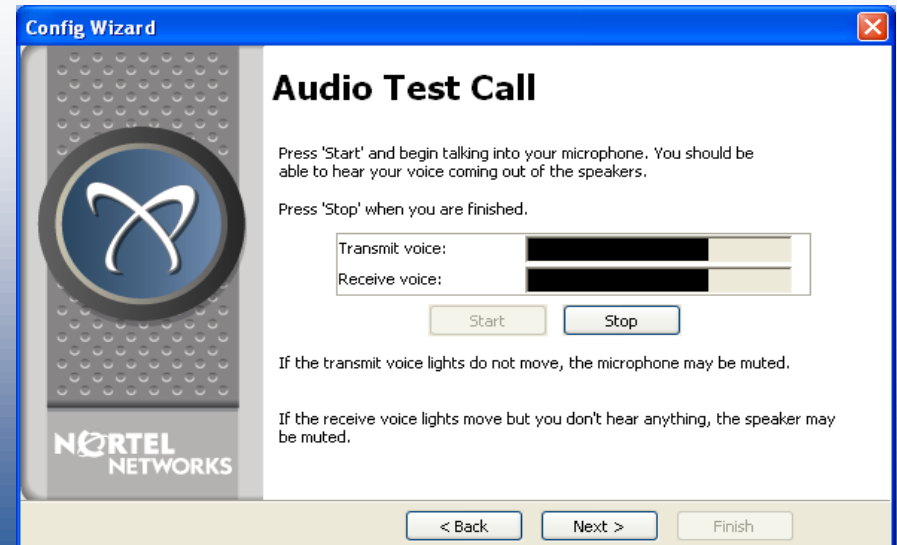 Config Wizard
Audio Test Call
Press 'Start' and begin talking into your microphone. You should be
able to hear your voice coming out of the speakers.
Press 'Stop' when you are finished.
Transmit voice:
Receive voice:
Start Stop
If the transmit voice lights do not move, the microphone may be muted.
If the receive voice lights move but you don't hear anything, the speaker may
be muted.
NORTEL
NETWORKS
< Back Next > Finish